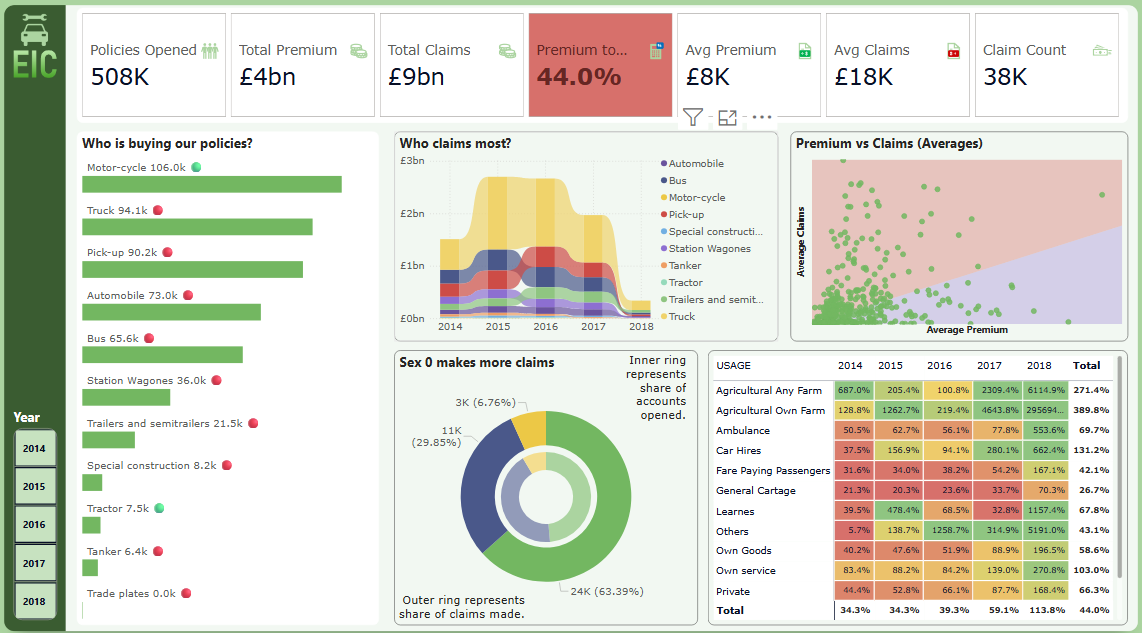 EIC
Policies Opened
508K
Total Premium
£4bn
Total Claims
£9bn
Premium to...
44.0%
Avg Premium
£8K
Avg Claims
£18K
Claim Count
38K
Year
2014
2015
2016
2017
2018
Who is buying our policies?
Motor-cycle 106.0k
Truck 94.1k
Pick-up 90.2k
Automobile 73.0k
Bus 65.6k
Station Wagones 36.0k
Trailers and semitrailers 21.5k
Special construction 8.2k
Tractor 7.5k
Tanker 6.4k
Trade plates 0.0k
Who claims most?
£3bn
£2bn
£1bn
£0bn
2014 2015 2016 2017 2018
Automobile
Bus
Motor-cycle
Pick-up
Special constructi...
Station Wagones
Tanker
Tractor
Trailers and semit...
Truck
Premium vs Claims (Averages)
Average Claims
Average Premium
Sex 0 makes more claims
Inner ring
represents
share of
accounts
opened.
3K (6.76%)
11K
(29.85%)
24K (63.39%)
Outer ring represents
share of claims made.
USAGE 2014 2015 2016 2017 2018 Total
Agricultural Any Farm 687.0% 205.4% 100.8% 2309.4% 6114.9% 271.4%
Agricultural Own Farm 128.8% 1262.7% 219.4% 4643.8% 295694... 389.8%
Ambulance 50.5% 62.7% 56.1% 77.8% 553.6% 69.7%
Car Hires 37.5% 156.9% 94.1% 280.1% 662.4% 131.2%
Fare Paying Passengers 31.6% 34.0% 38.2% 54.2% 167.1% 42.1%
General Cartage 21.3% 20.3% 23.6% 33.7% 70.3% 26.7%
Learnes 39.5% 478.4% 68.5% 32.8% 1157.4% 67.8%
Others 5.7% 138.7% 1258.7% 314.9% 5191.0% 43.1%
Own Goods 40.2% 47.6% 51.9% 88.9% 196.5% 58.6%
Own service 83.4% 88.2% 84.2% 139.0% 270.8% 103.0%
Private 44.4% 52.8% 66.1% 87.7% 168.4% 66.3%
Total 34.3% 34.3% 39.3% 59.1% 113.8% 44.0%